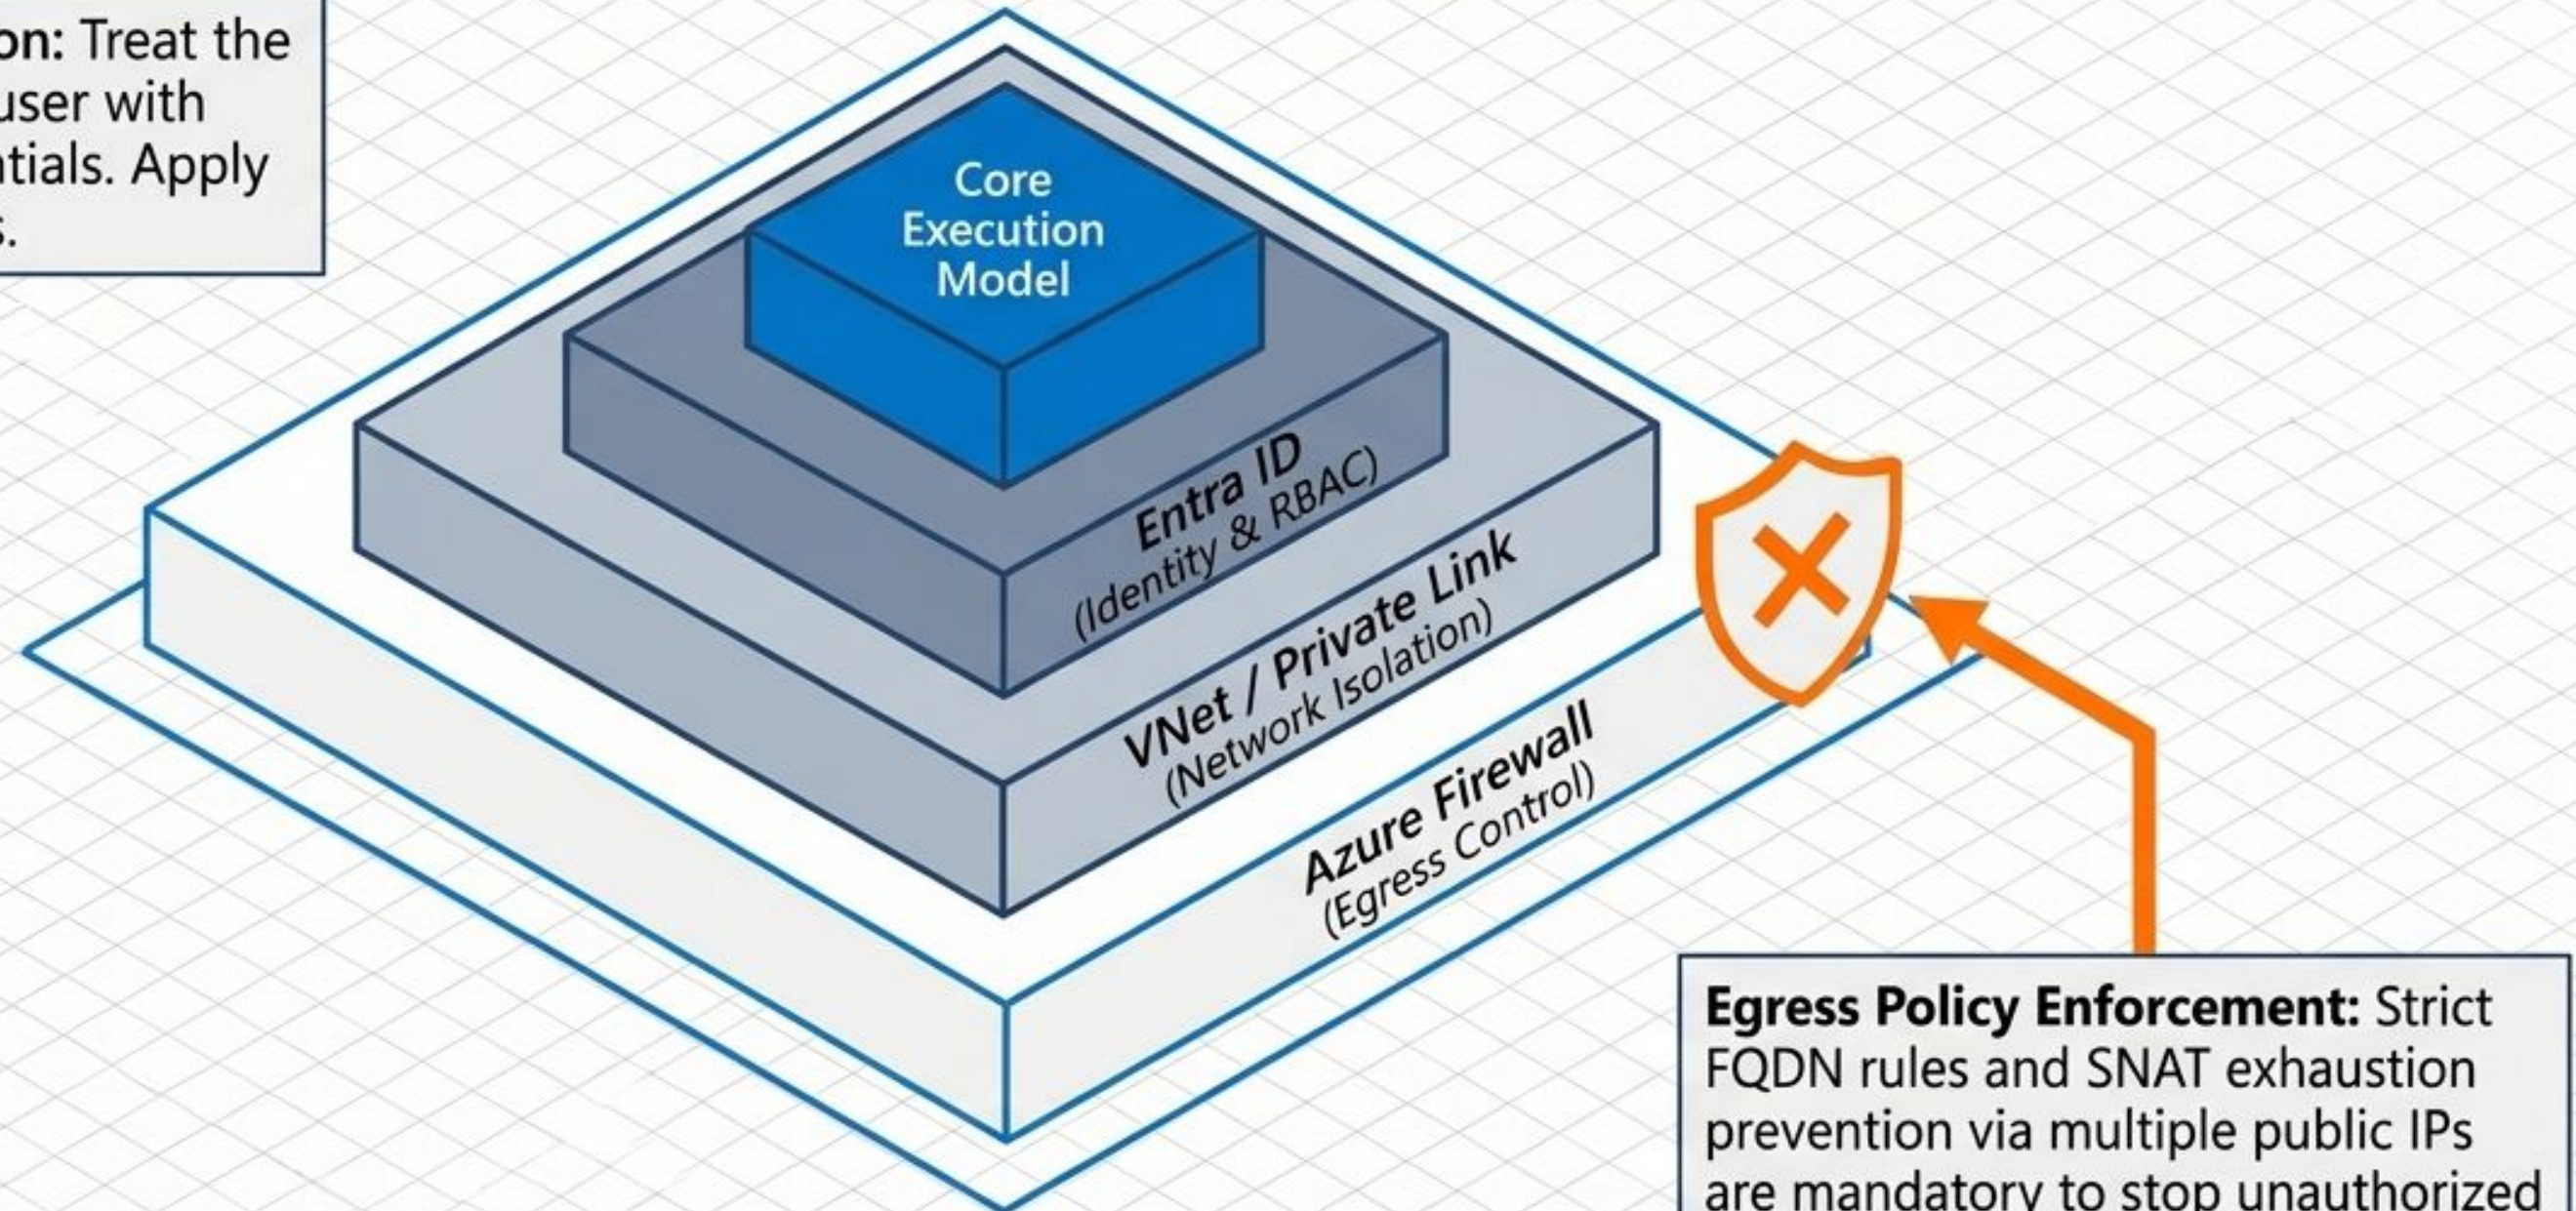 on: Treat the
user with
ntials. Apply
s.
Core
Execution
Model
Entra ID
(Identity & RBAC)
VNet / Private Link
(Network Isolation)
Azure Firewall
(Egress Control)
Egress Policy Enforcement: Strict
FQDN rules and SNAT exhaustion
prevention via multiple public IPs
are mandatory to stop unauthorized